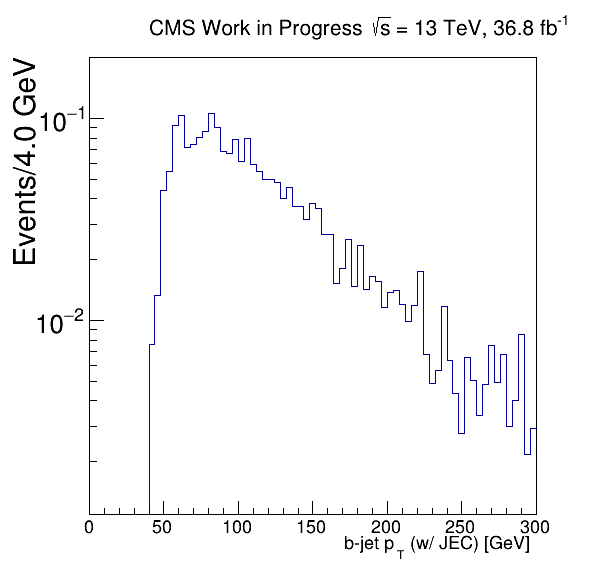 CMS Work in Progress √s = 13 TeV, 36.8 fb⁻¹
Events/4.0 GeV
10⁻¹
10⁻²
0 50 100 150 200 250 300
b-jet p_T (w/ JEC) [GeV]